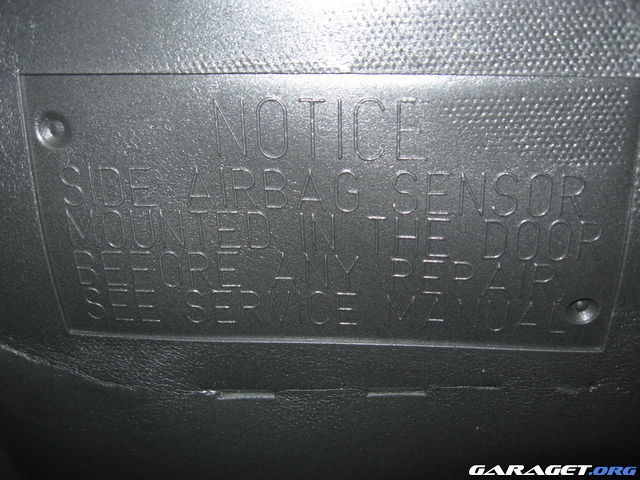 NOTICE
SIDE AIRBAG SENSOR
MOUNTED IN THE DOOR
BEFORE ANY REPAIR
SEE SERVICE MANUAL
GARAGET.ORG